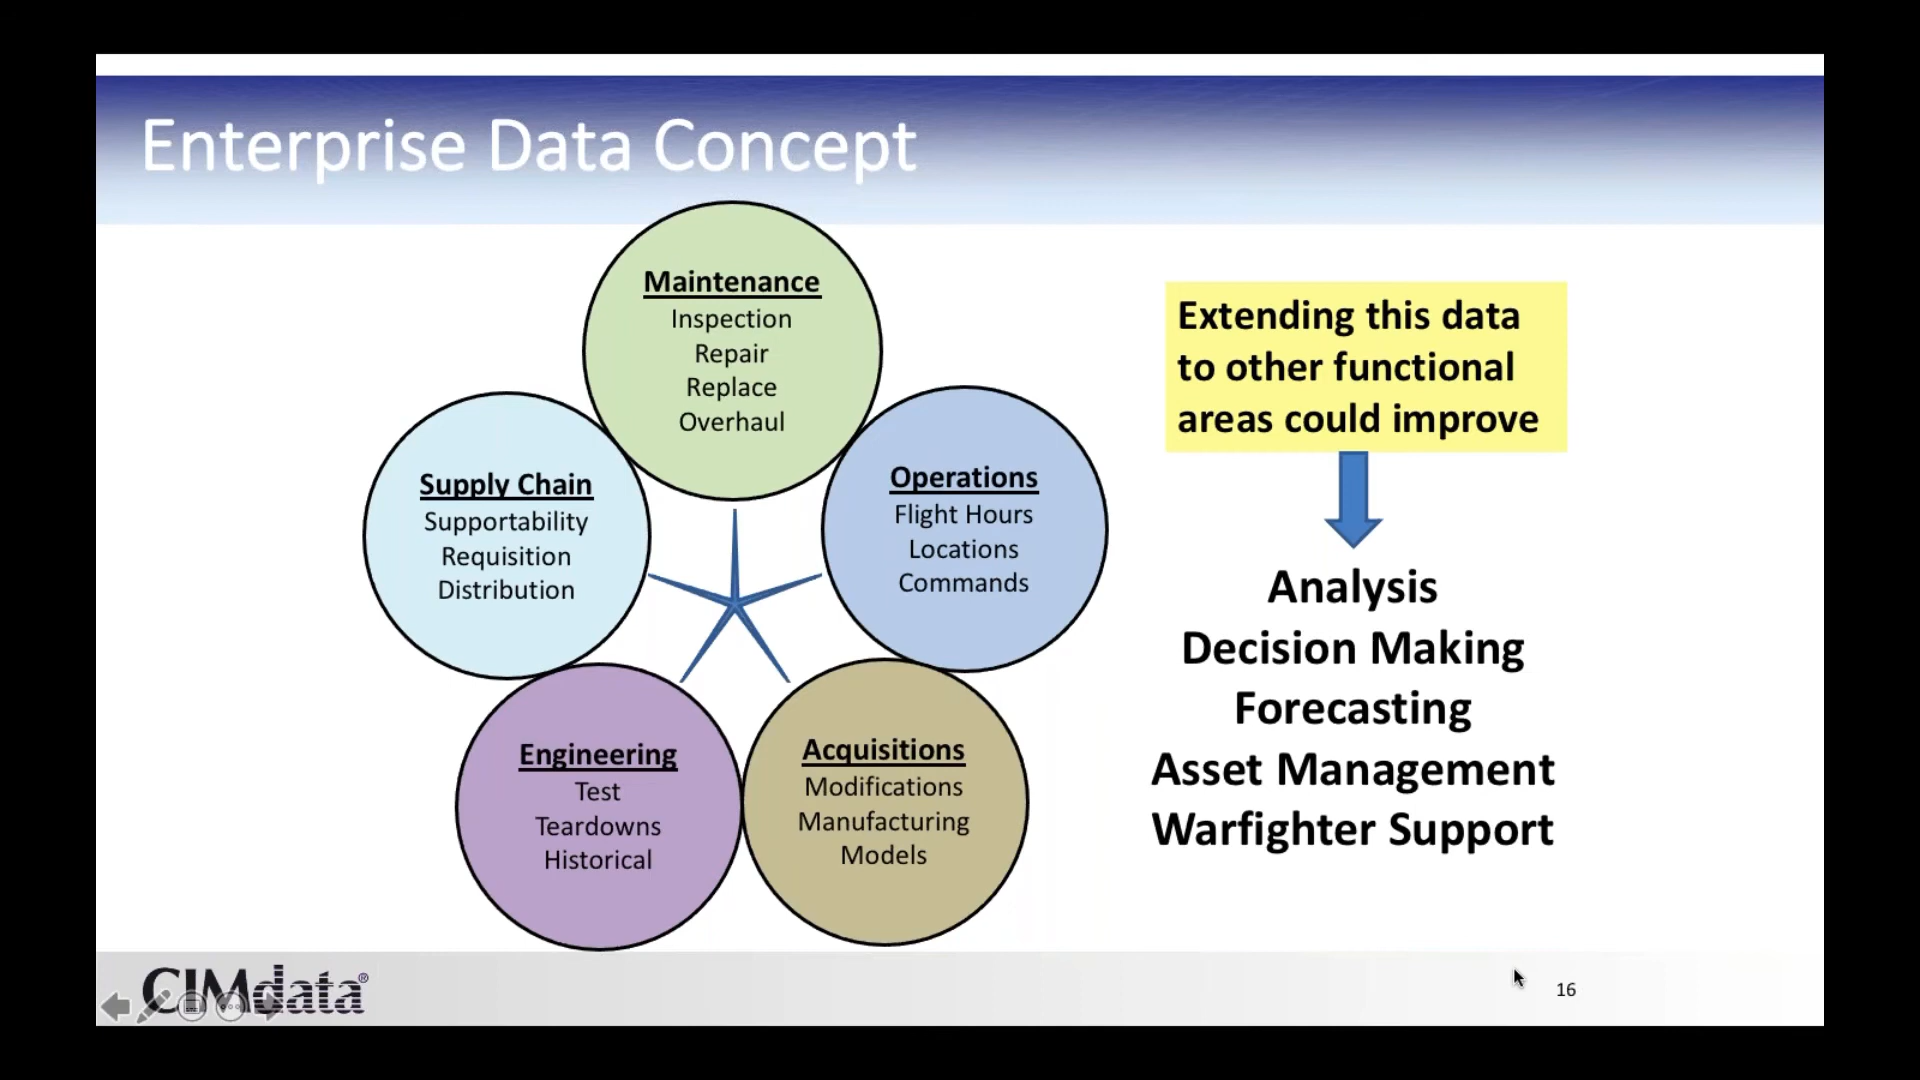 Enterprise Data Concept
Maintenance
Inspection
Repair
Replace
Overhaul
Supply Chain
Supportability
Requisition
Distribution
Operations
Flight Hours
Locations
Commands
Engineering
Test
Teardowns
Historical
Acquisitions
Modifications
Manufacturing
Models
Extending this data
to other functional
areas could improve
Analysis
Decision Making
Forecasting
Asset Management
Warfighter Support
CIMdata®
16